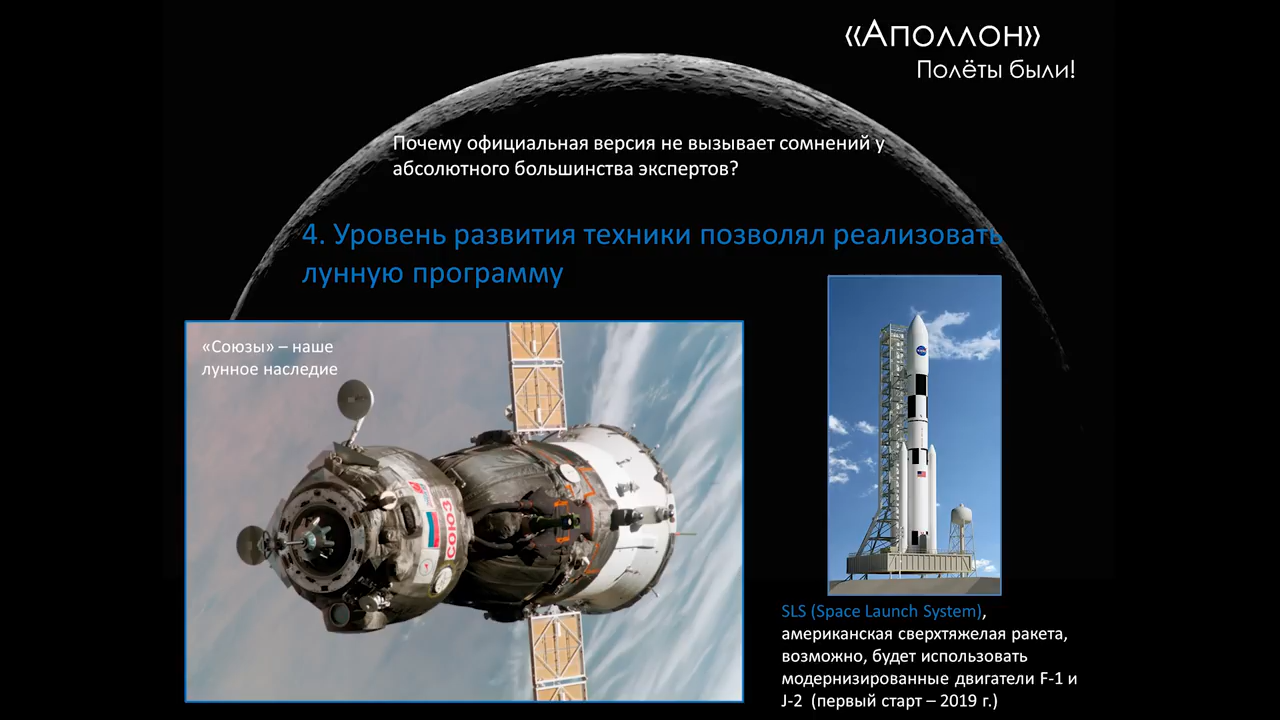 «Аполлон»
Полёты были!
Почему официальная версия не вызывает сомнений у
абсолютного большинства экспертов?
4. Уровень развития техники позволял реализовать
лунную программу
«Союзы» – наше
лунное наследие
СОЮЗ
SLS (Space Launch System),
американская сверхтяжелая ракета,
возможно, будет использовать
модернизированные двигатели F-1 и
J-2 (первый старт – 2019 г.)